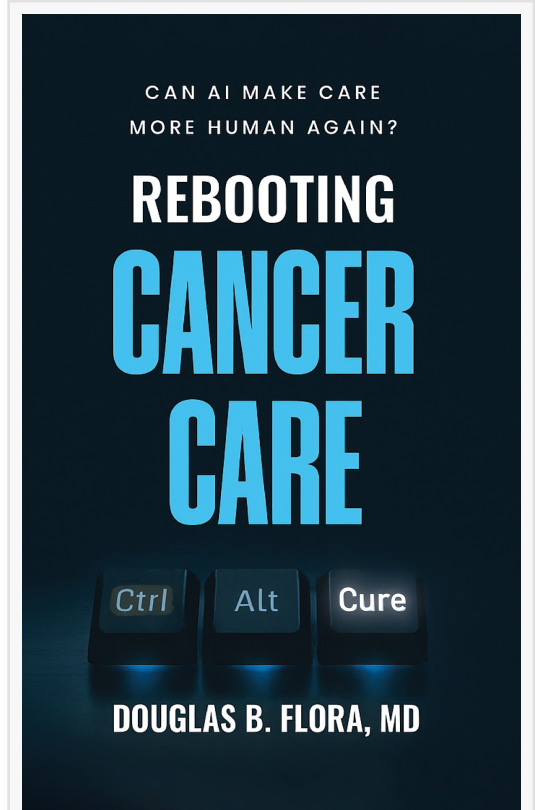 CAN AI MAKE CARE
MORE HUMAN AGAIN?
REBOOTING
CANCER
CARE
Ctrl Alt Cure
DOUGLAS B. FLORA, MD